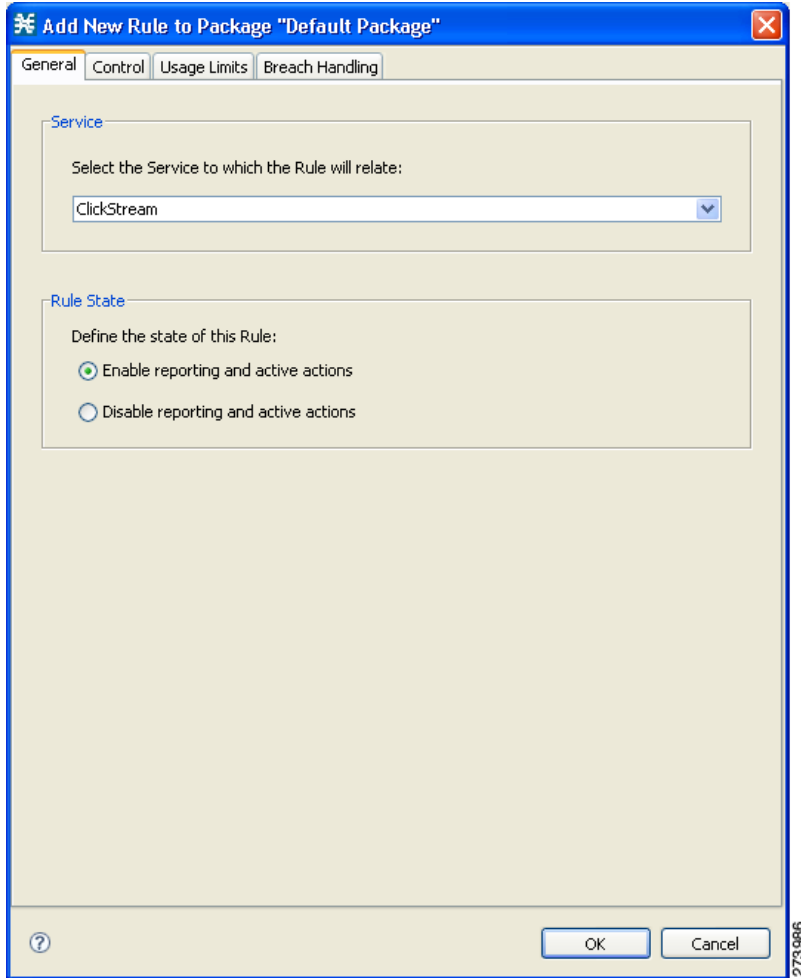 Add New Rule to Package "Default Package"
General Control Usage Limits Breach Handling
Service
Select the Service to which the Rule will relate:
ClickStream
Rule State
Define the state of this Rule:
Enable reporting and active actions
Disable reporting and active actions
?
OK Cancel
273986